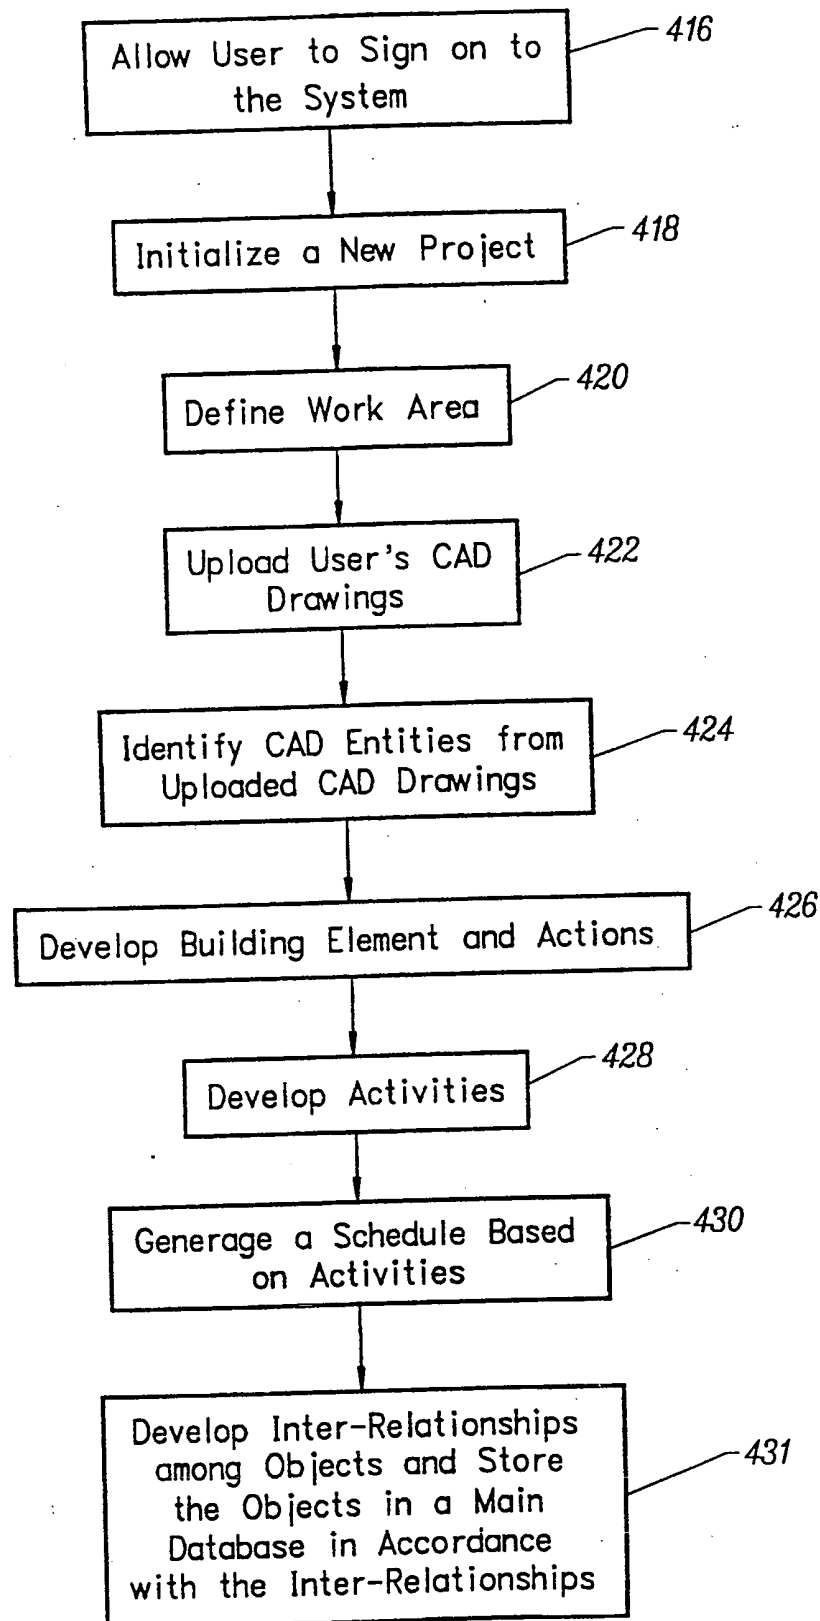 Allow User to Sign on to
the System
416
Initialize a New Project
418
Define Work Area
420
Upload User's CAD
Drawings
422
Identify CAD Entities from
Uploaded CAD Drawings
424
Develop Building Element and Actions
426
Develop Activities
428
Generage a Schedule Based
on Activities
430
Develop Inter-Relationships
among Objects and Store
the Objects in a Main
Database in Accordance
with the Inter-Relationships
431